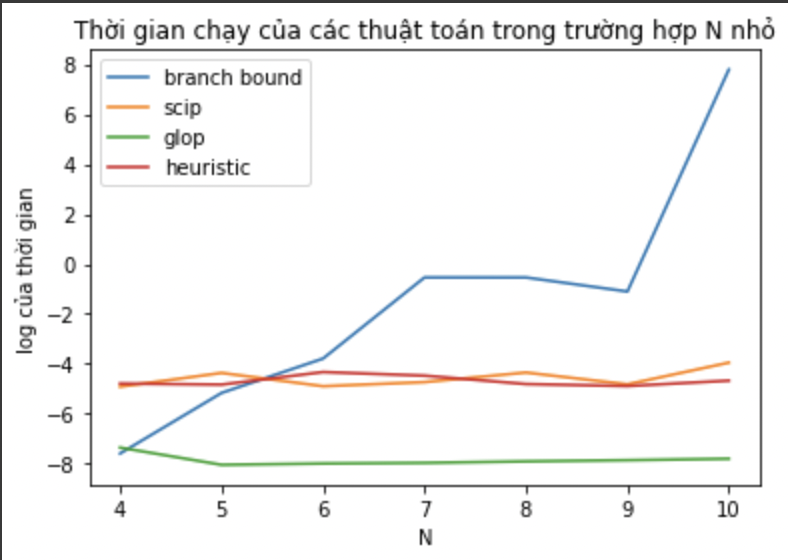 Thời gian chạy của các thuật toán trong trường hợp N nhỏ
branch bound
scip
glop
heuristic
log của thời gian
8
6
4
2
0
−2
−4
−6
−8
4 5 6 7 8 9 10
N